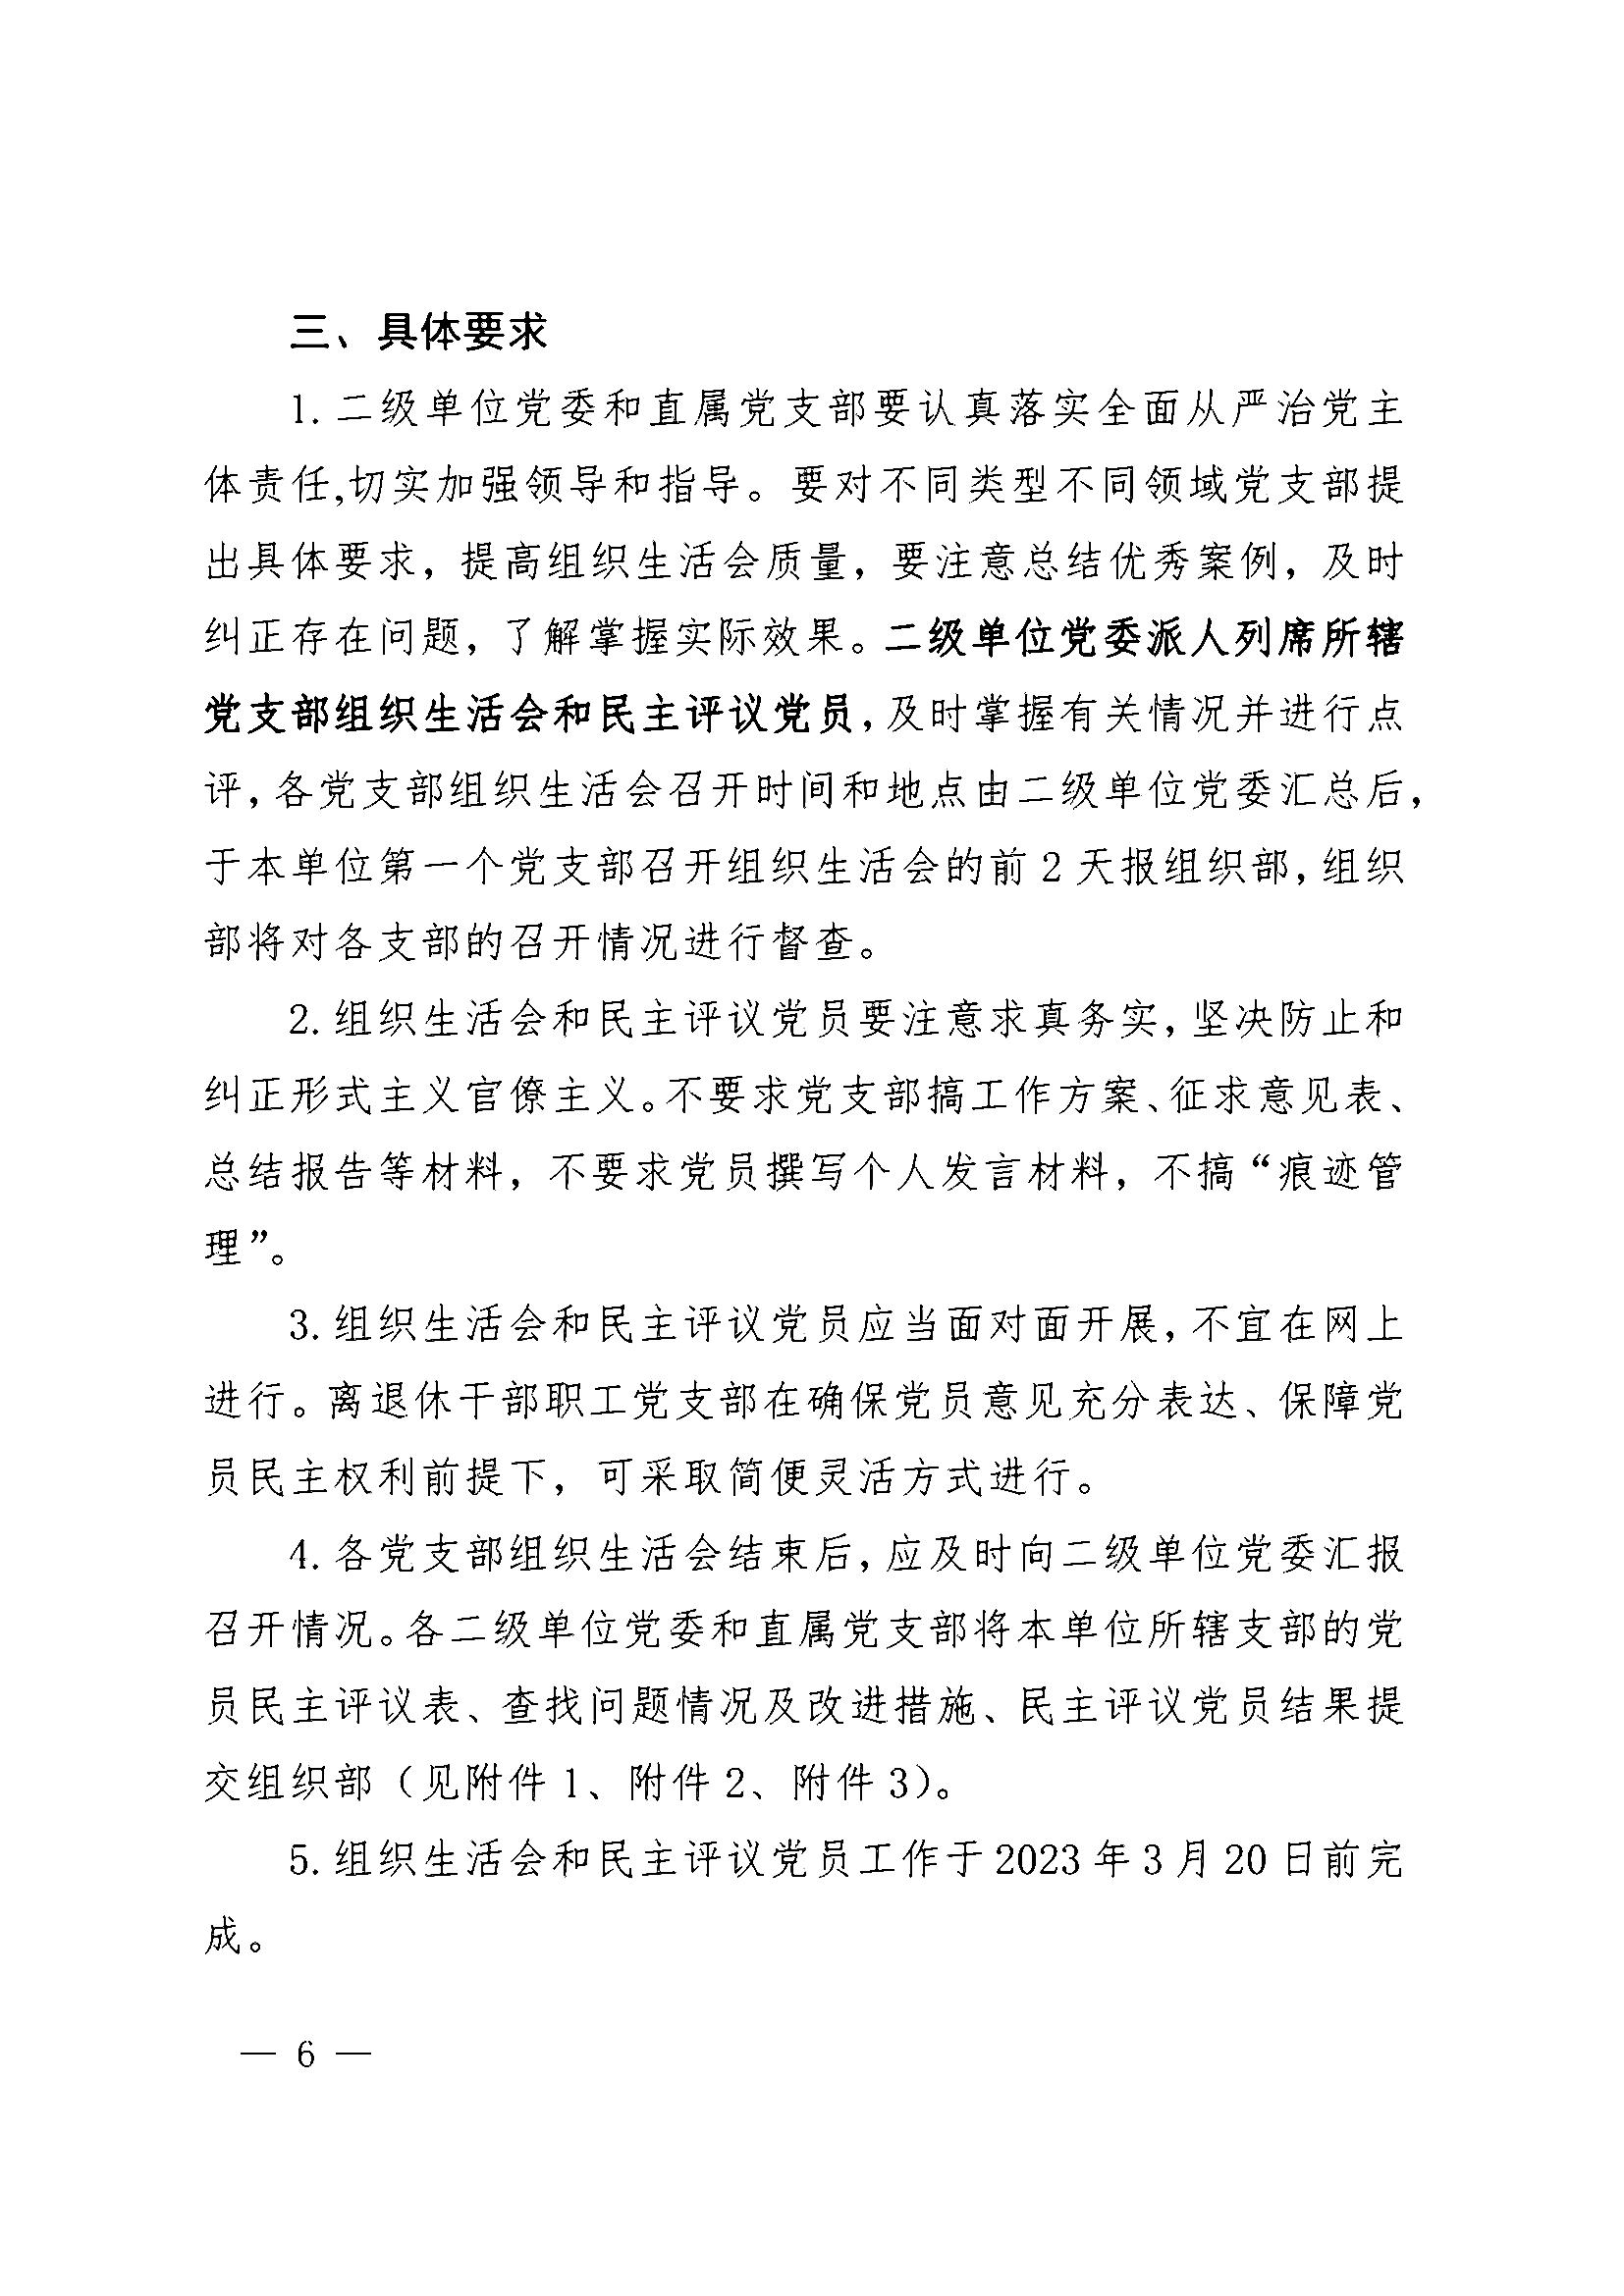 三、具体要求
1. 二级单位党委和直属党支部要认真落实全面从严治党主
体责任,切实加强领导和指导。要对不同类型不同领域党支部提
出具体要求，提高组织生活会质量，要注意总结优秀案例，及时
纠正存在问题，了解掌握实际效果。二级单位党委派人列席所辖
党支部组织生活会和民主评议党员，及时掌握有关情况并进行点
评，各党支部组织生活会召开时间和地点由二级单位党委汇总后，
于本单位第一个党支部召开组织生活会的前 2 天报组织部，组织
部将对各支部的召开情况进行督查。
2. 组织生活会和民主评议党员要注意求真务实，坚决防止和
纠正形式主义官僚主义。不要求党支部搞工作方案、征求意见表、
总结报告等材料，不要求党员撰写个人发言材料，不搞“痕迹管
理”。
3. 组织生活会和民主评议党员应当面对面开展，不宜在网上
进行。离退休干部职工党支部在确保党员意见充分表达、保障党
员民主权利前提下，可采取简便灵活方式进行。
4. 各党支部组织生活会结束后，应及时向二级单位党委汇报
召开情况。各二级单位党委和直属党支部将本单位所辖支部的党
员民主评议表、查找问题情况及改进措施、民主评议党员结果提
交组织部（见附件 1、附件 2、附件 3）。
5. 组织生活会和民主评议党员工作于 2023 年 3 月 20 日前完
成。
— 6 —